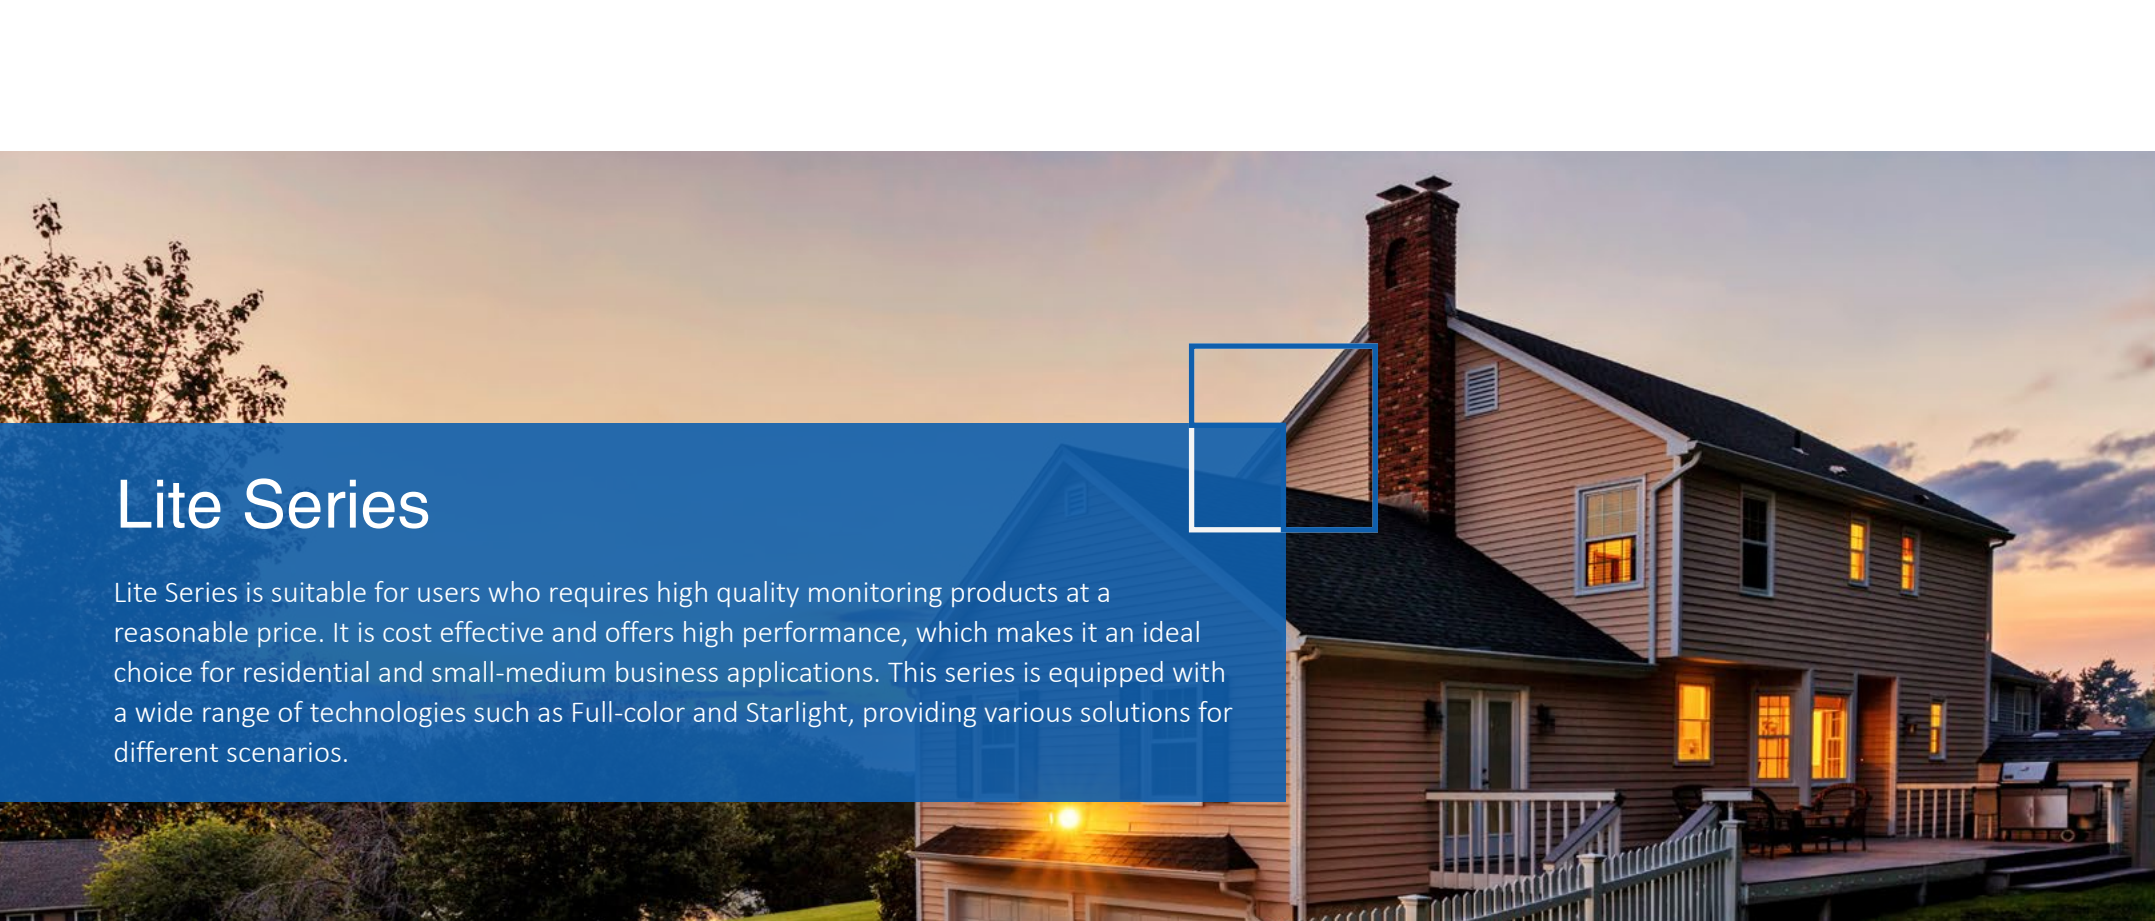 Lite Series
Lite Series is suitable for users who requires high quality monitoring products at a
reasonable price. It is cost effective and offers high performance, which makes it an ideal
choice for residential and small-medium business applications. This series is equipped with
a wide range of technologies such as Full-color and Starlight, providing various solutions for
different scenarios.